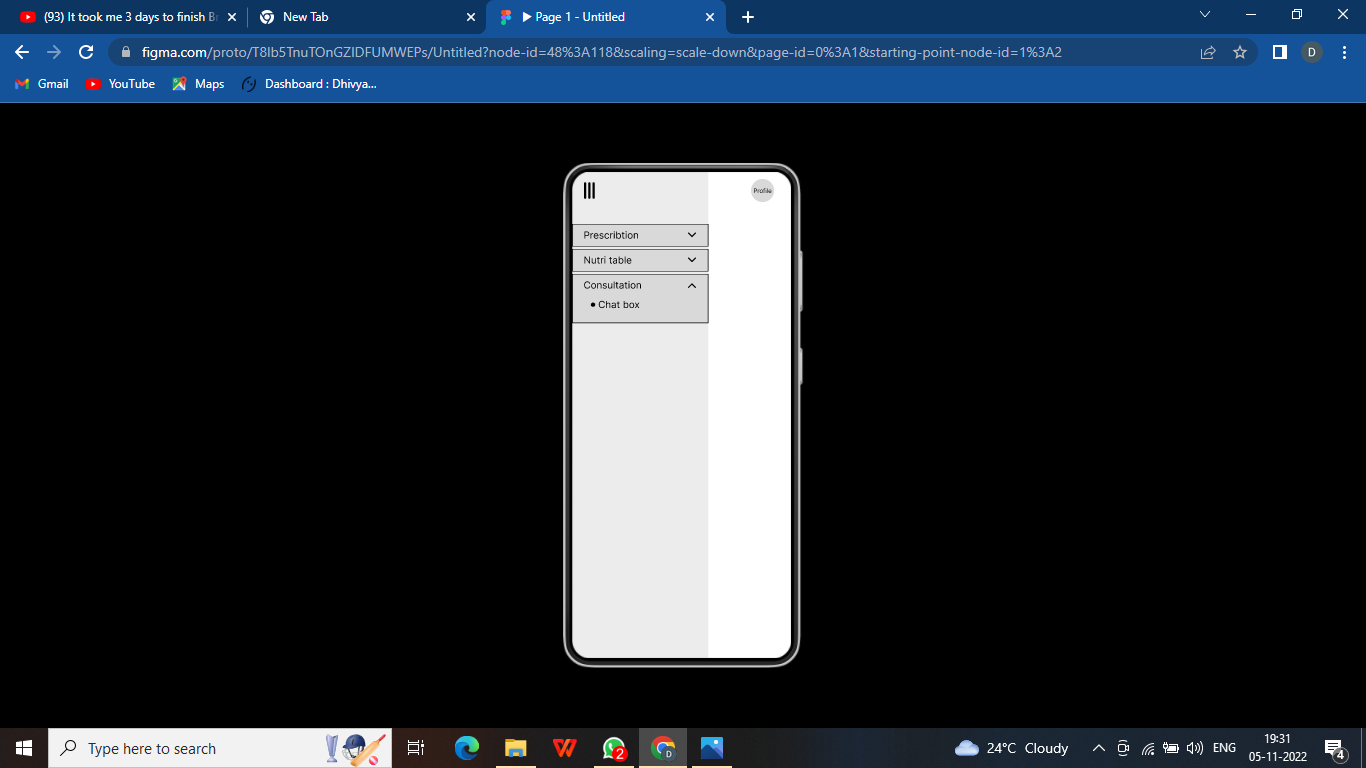 (93) It took me 3 days to finish Br
New Tab
Page 1 - Untitled
figma.com/proto/T8Ib5TnuTOnGZIDFUMWEPs/Untitled?node-id=48%3A118&scaling=scale-down&page-id=0%3A1&starting-point-node-id=1%3A2
D
Gmail
YouTube
Maps
Dashboard : Dhivya...
Profile
Prescribtion
Nutri table
Consultation
• Chat box
Type here to search
2
D
24°C Cloudy
ENG
19:31
05-11-2022
4